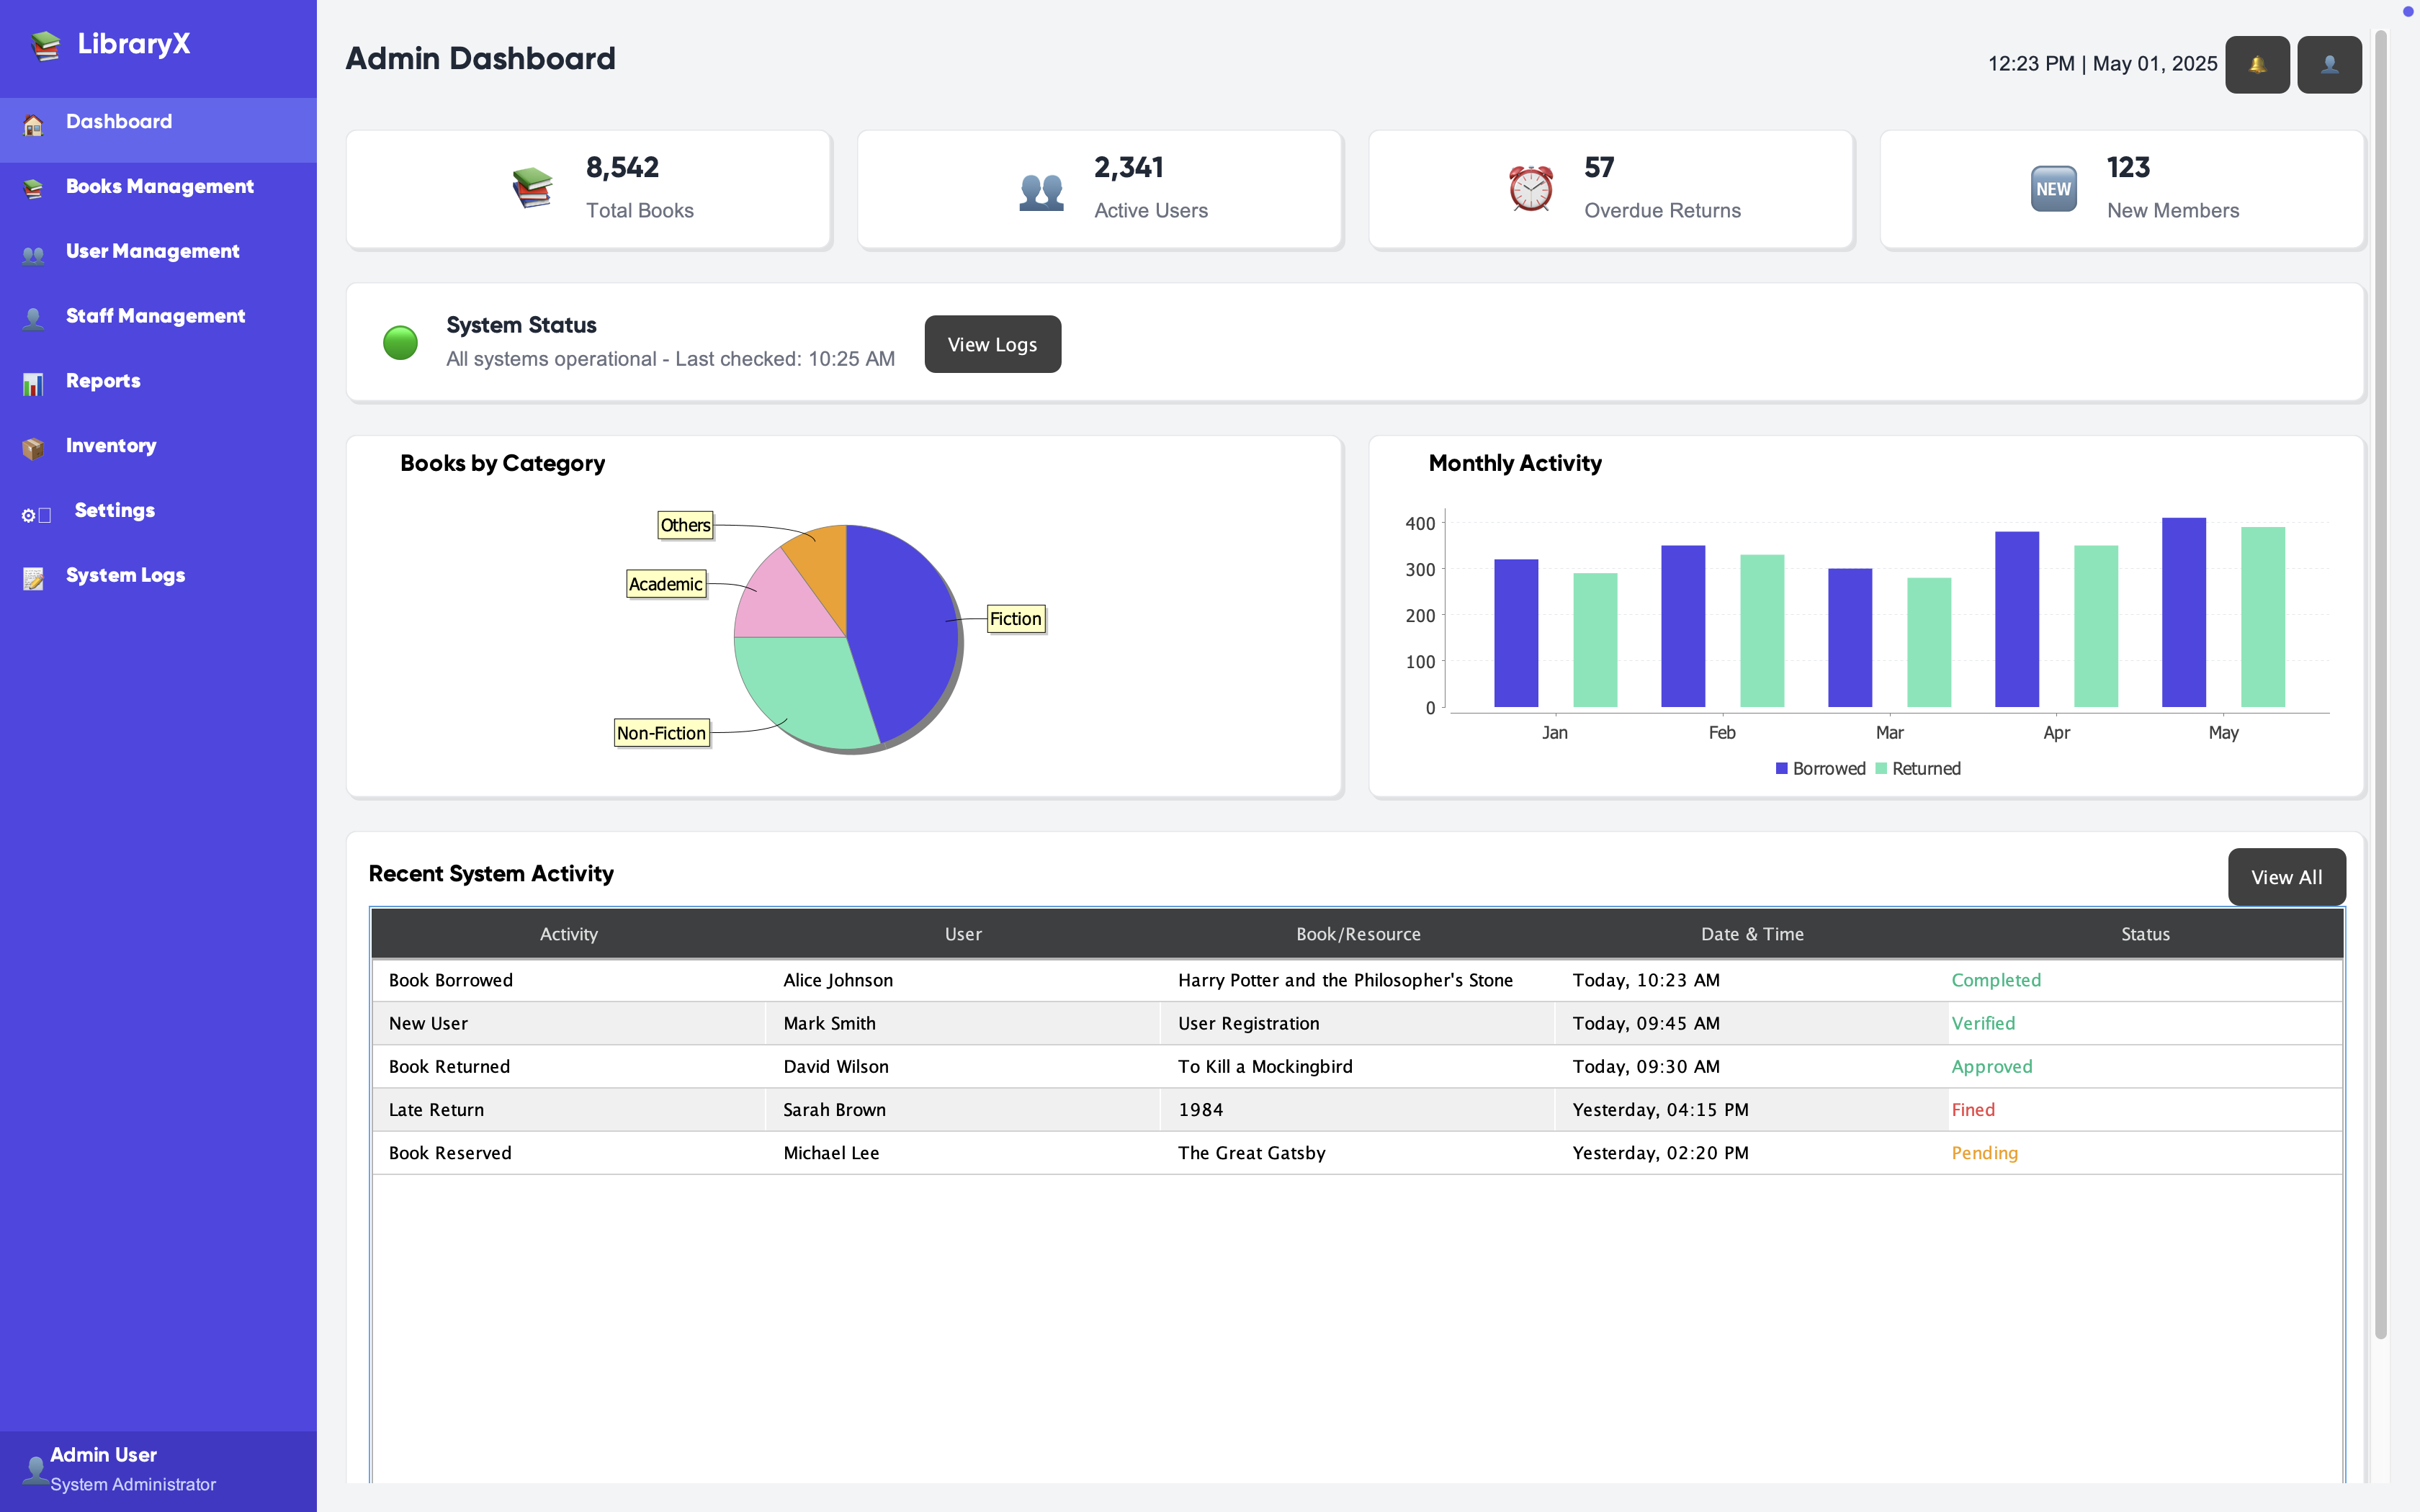 LibraryX
Dashboard
Books Management
User Management
Staff Management
Reports
Inventory
Settings
System Logs
Admin User
System Administrator
Admin Dashboard
12:23 PM | May 01, 2025
8,542
Total Books
2,341
Active Users
57
Overdue Returns
NEW
123
New Members
System Status
All systems operational - Last checked: 10:25 AM
View Logs
Books by Category
Others
Academic
Fiction
Non-Fiction
Monthly Activity
400
300
200
100
0
Jan Feb Mar Apr May
Borrowed Returned
Recent System Activity
View All
Activity User Book/Resource Date & Time Status
Book Borrowed Alice Johnson Harry Potter and the Philosopher's Stone Today, 10:23 AM Completed
New User Mark Smith User Registration Today, 09:45 AM Verified
Book Returned David Wilson To Kill a Mockingbird Today, 09:30 AM Approved
Late Return Sarah Brown 1984 Yesterday, 04:15 PM Fined
Book Reserved Michael Lee The Great Gatsby Yesterday, 02:20 PM Pending